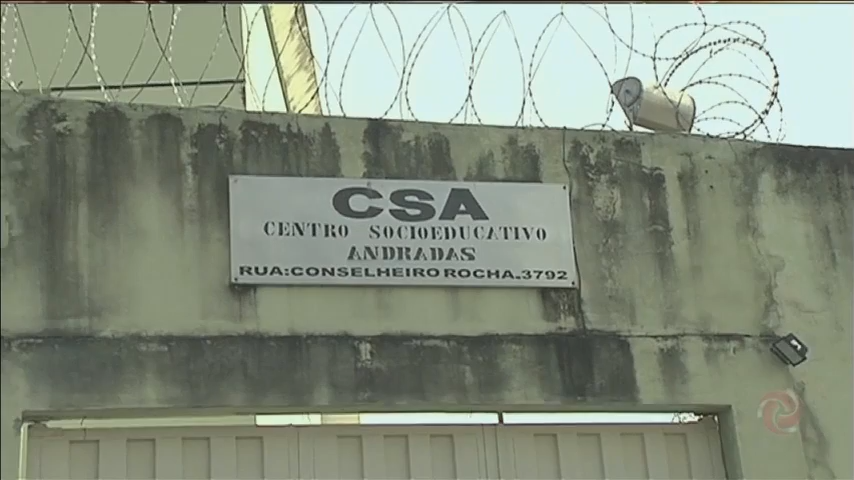 CSA
CENTRO SOCIOEDUCATIVO
ANDRADAS
RUA:CONSELHEIRO ROCHA.3792